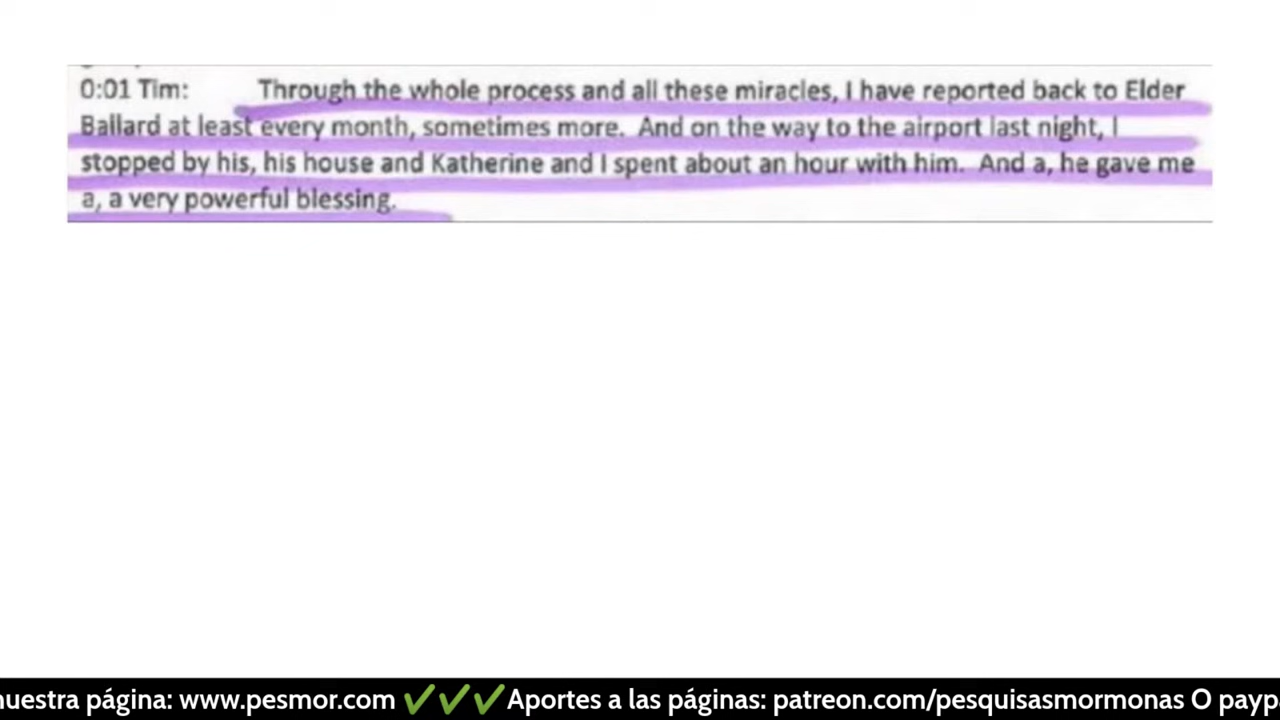 0:01 Tim: Through the whole process and all these miracles, I have reported back to Elder
Ballard at least every month, sometimes more. And on the way to the airport last night, I
stopped by his, his house and Katherine and I spent about an hour with him. And a, he gave me
a, a very powerful blessing.
nuestra página: www.pesmor.com ✓✓✓Aportes a las páginas: patreon.com/pesquisasmormonas O payp